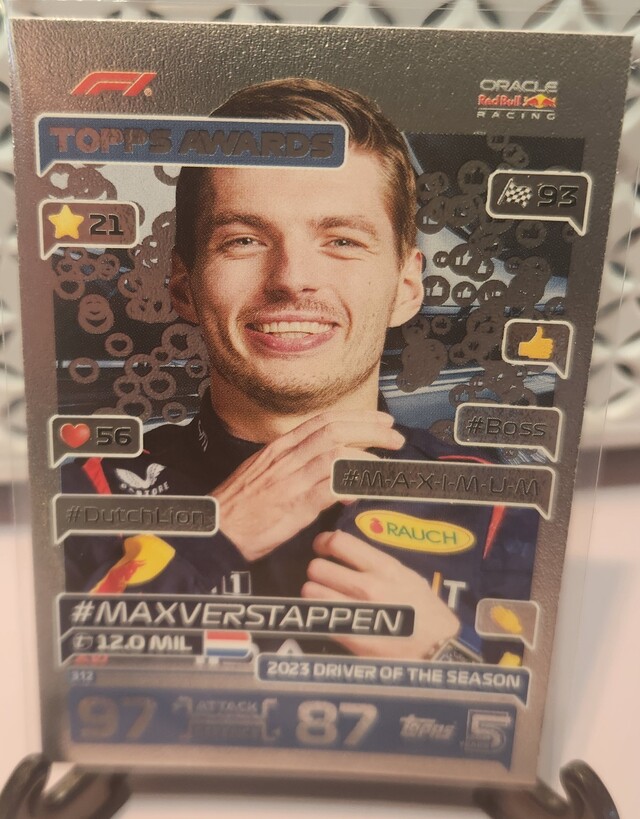 F1
ORACLE
Red Bull
RACING
TOPPS AWARDS
21
93
56
#Boss
#M-A-X-I-M-U-M
#DutchLion
RAUCH
#MAXVERSTAPPEN
12.0 MIL
2023 DRIVER OF THE SEASON
312
97
ATTACK
87
Topps
5